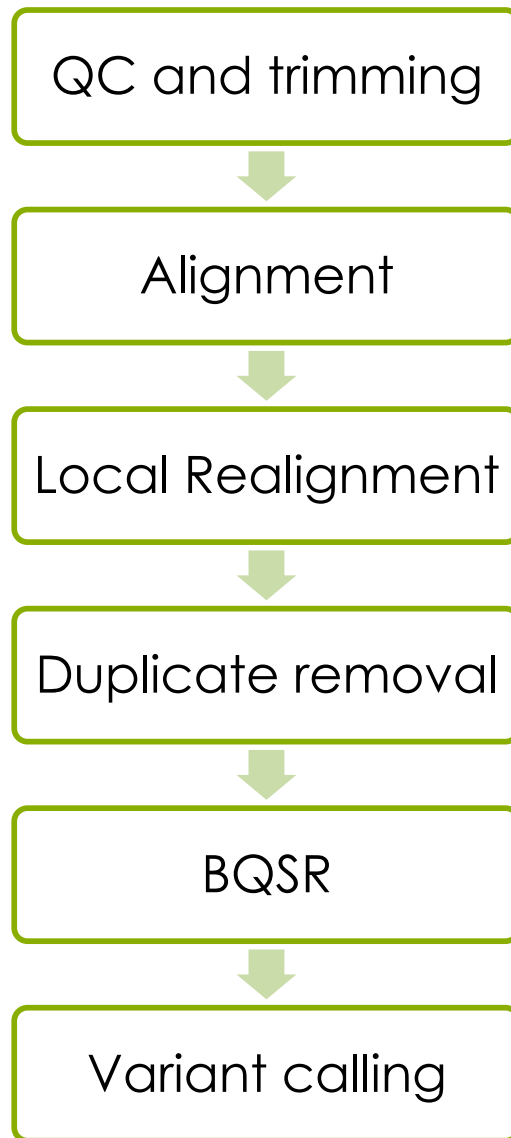 QC and trimming
Alignment
Local Realignment
Duplicate removal
BQSR
Variant calling